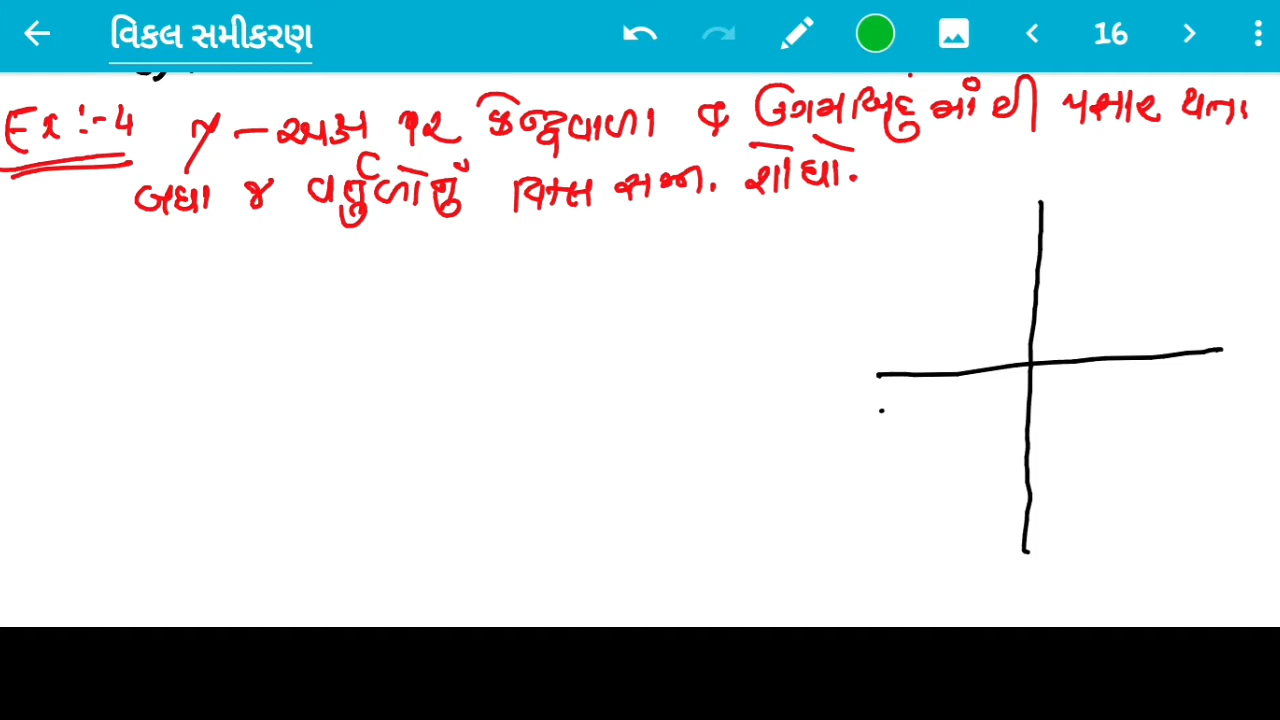 વિકલ સમીકરણ
16
Ex :- 4 y - અક્ષ પર કેન્દ્રવાળા & ઉગમબિંદુમાંથી પસાર થતા
બધા જ વર્તુળોનું વિકલ સમી. શોધો.